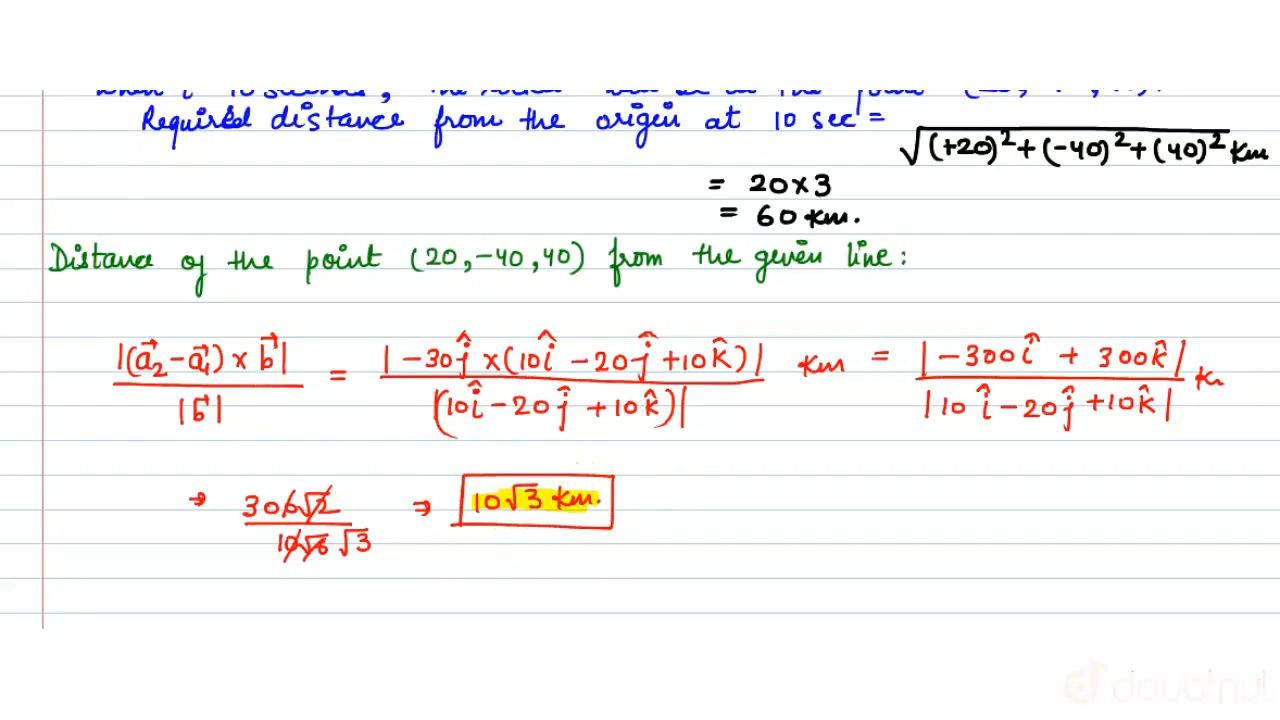 Required distance from the origin at 10 sec =
√(+20)² + (-40)² + (40)² Km
= 20 × 3
= 60 km.
Distance of the point (20, -40, 40) from the given line:
|(a⃗₂ - a⃗₁) × b⃗| / |b⃗| = |-30ĵ × (10î - 20ĵ + 10k̂)| / |(10î - 20ĵ + 10k̂)| km = |-300î + 300k̂| / |10î - 20ĵ + 10k̂| K
→ 300√2 / 10√6 √3 → 10√3 km.
doubtnut